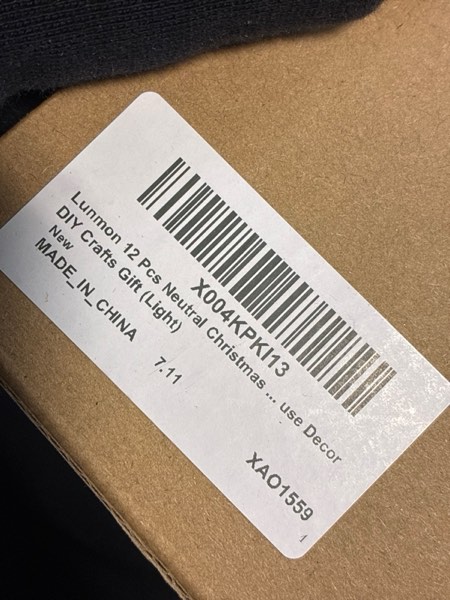 X004KPKI13
Lunmon 12 Pcs Neutral Christmas ... use Decor
DIY Crafts Gift (Light)
New
MADE_IN_CHINA
7.11
XAO1559
1